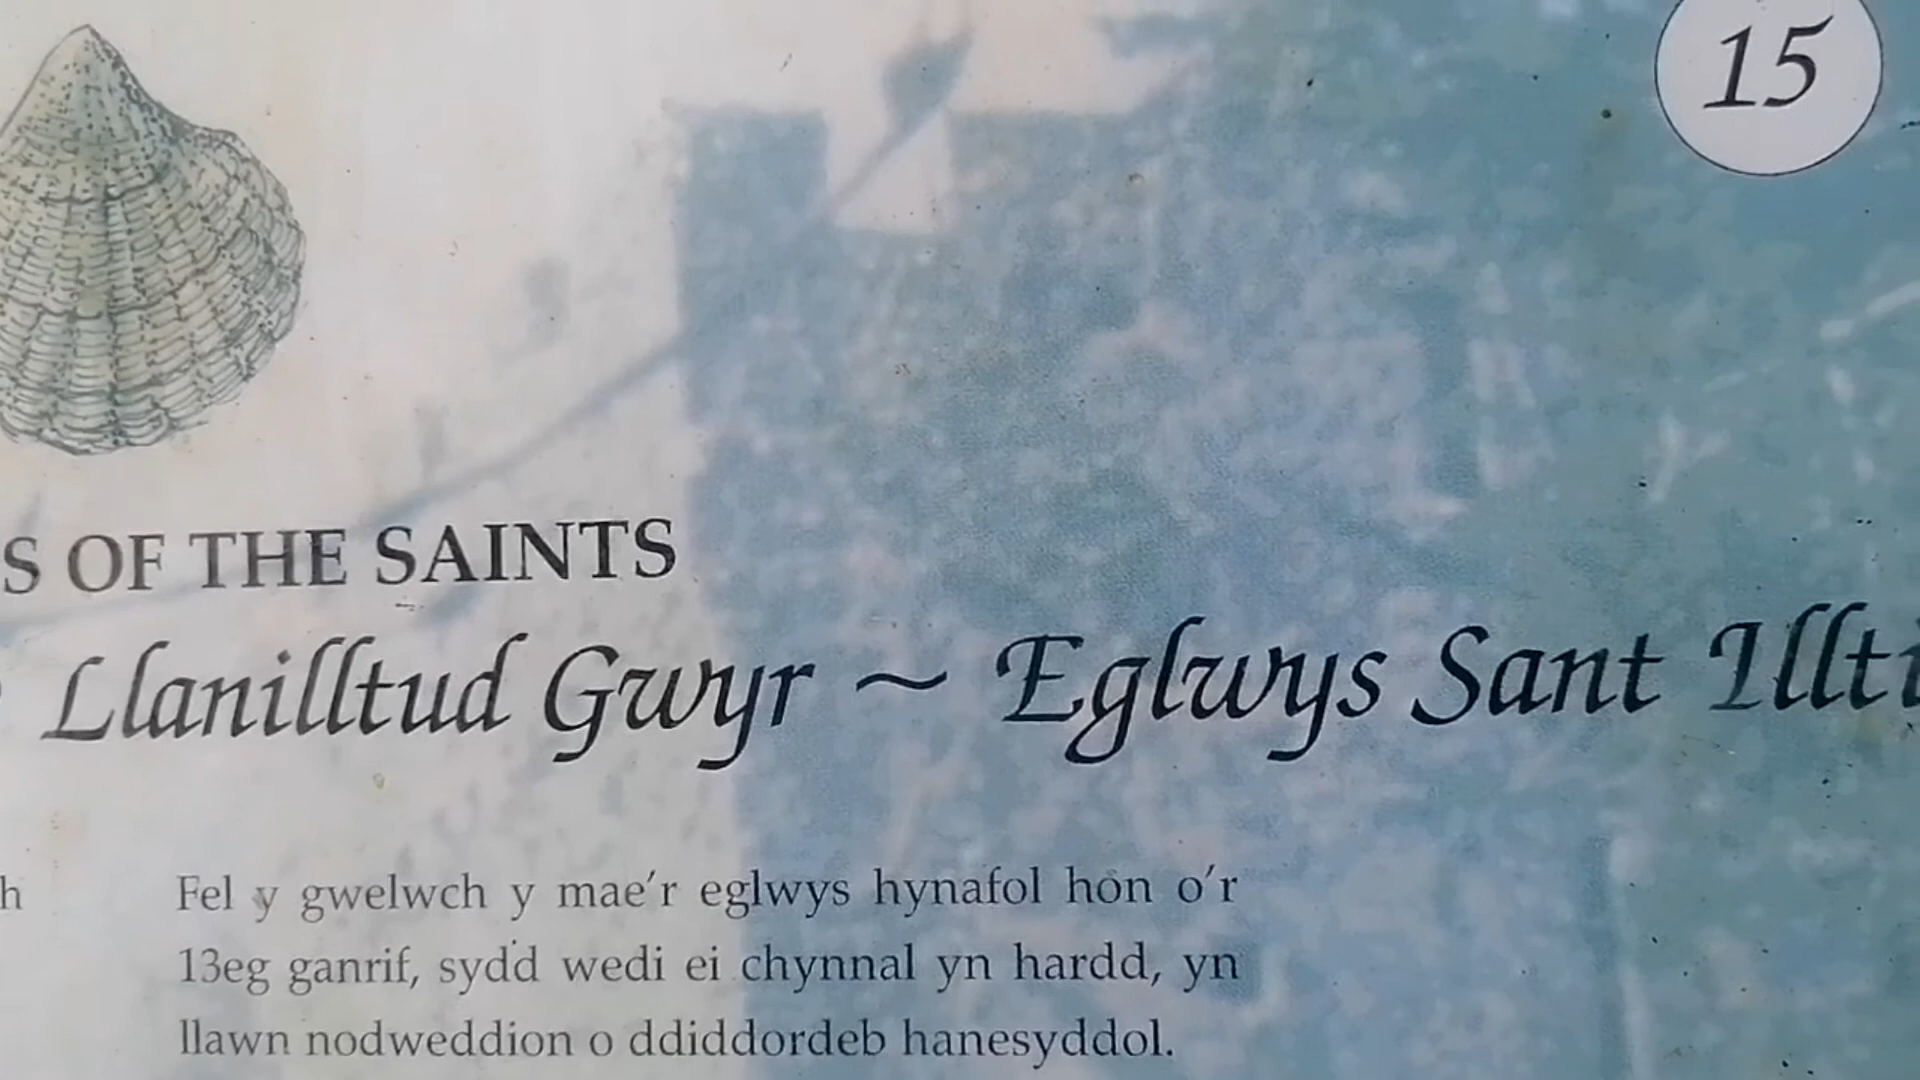 15
S OF THE SAINTS
Llanilltud Gwyr ~ Eglwys Sant Illti
h
Fel y gwelwch y mae'r eglwys hynafol hon o'r
13eg ganrif, sydd wedi ei chynnal yn hardd, yn
llawn nodweddion o ddiddordeb hanesyddol.